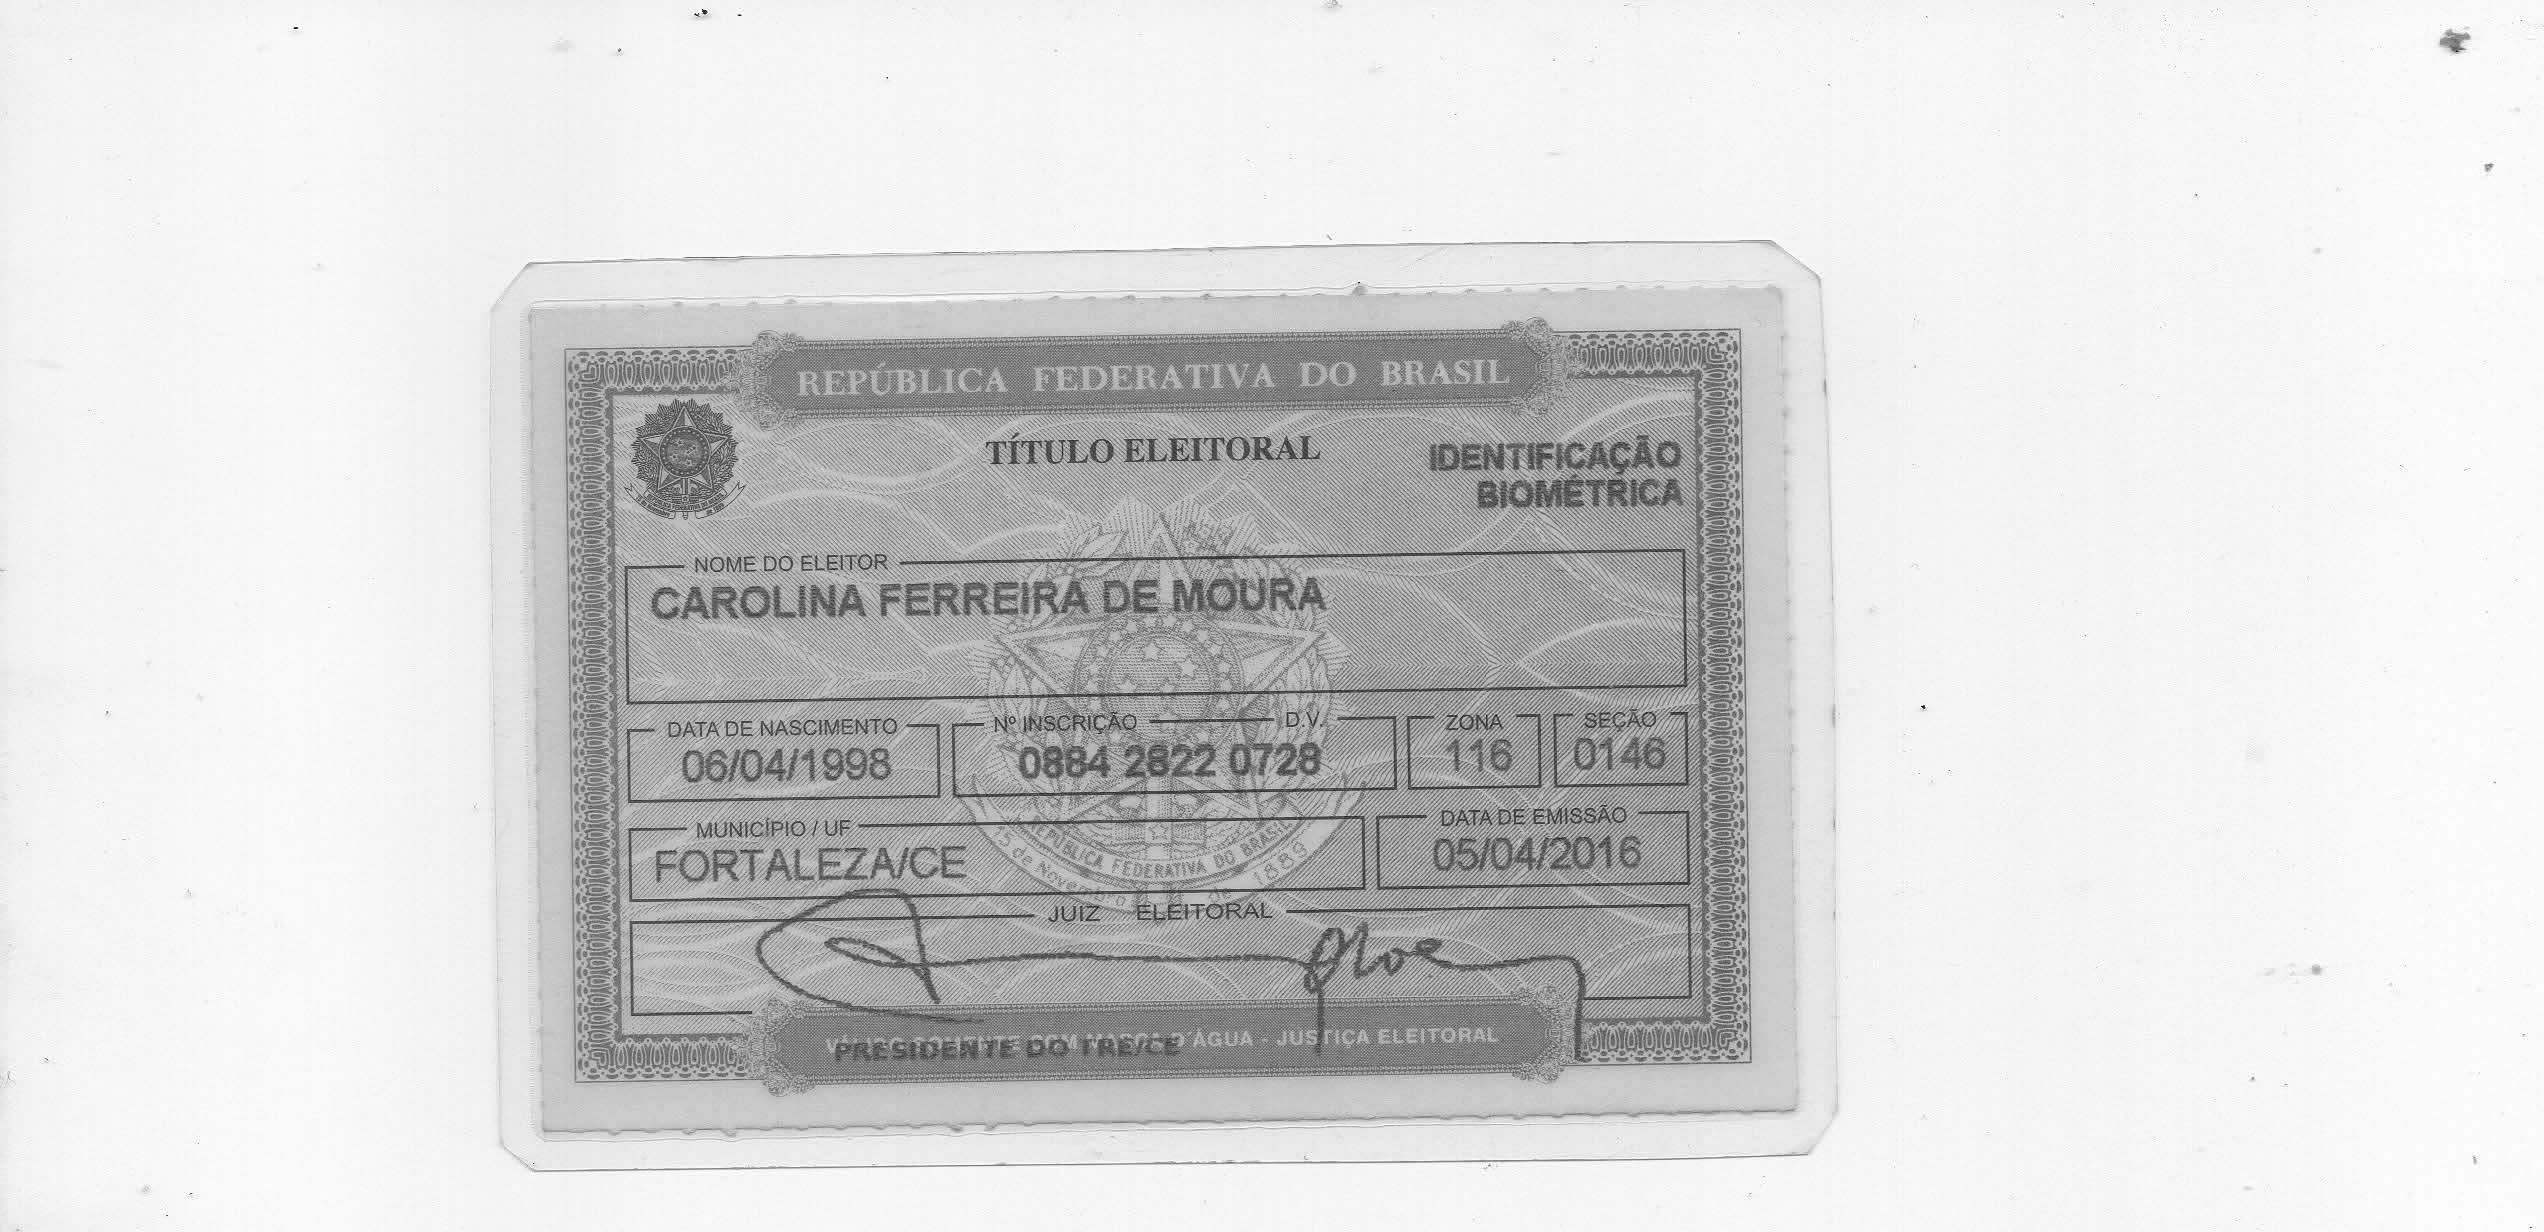 REPÚBLICA FEDERATIVA DO BRASIL
TÍTULO ELEITORAL
IDENTIFICAÇÃO
BIOMÉTRICA
NOME DO ELEITOR
CAROLINA FERREIRA DE MOURA
DATA DE NASCIMENTO
06/04/1998
Nº INSCRIÇÃO D.V.
0884 2822 0728
ZONA
116
SEÇÃO
0146
MUNICÍPIO / UF
FORTALEZA/CE
DATA DE EMISSÃO
05/04/2016
REPÚBLICA FEDERATIVA DO BRASIL
15 de Novembro de 1889
JUIZ ELEITORAL
MARCA D'ÁGUA - JUSTIÇA ELEITORAL
PRESIDENTE DO TRE/CE